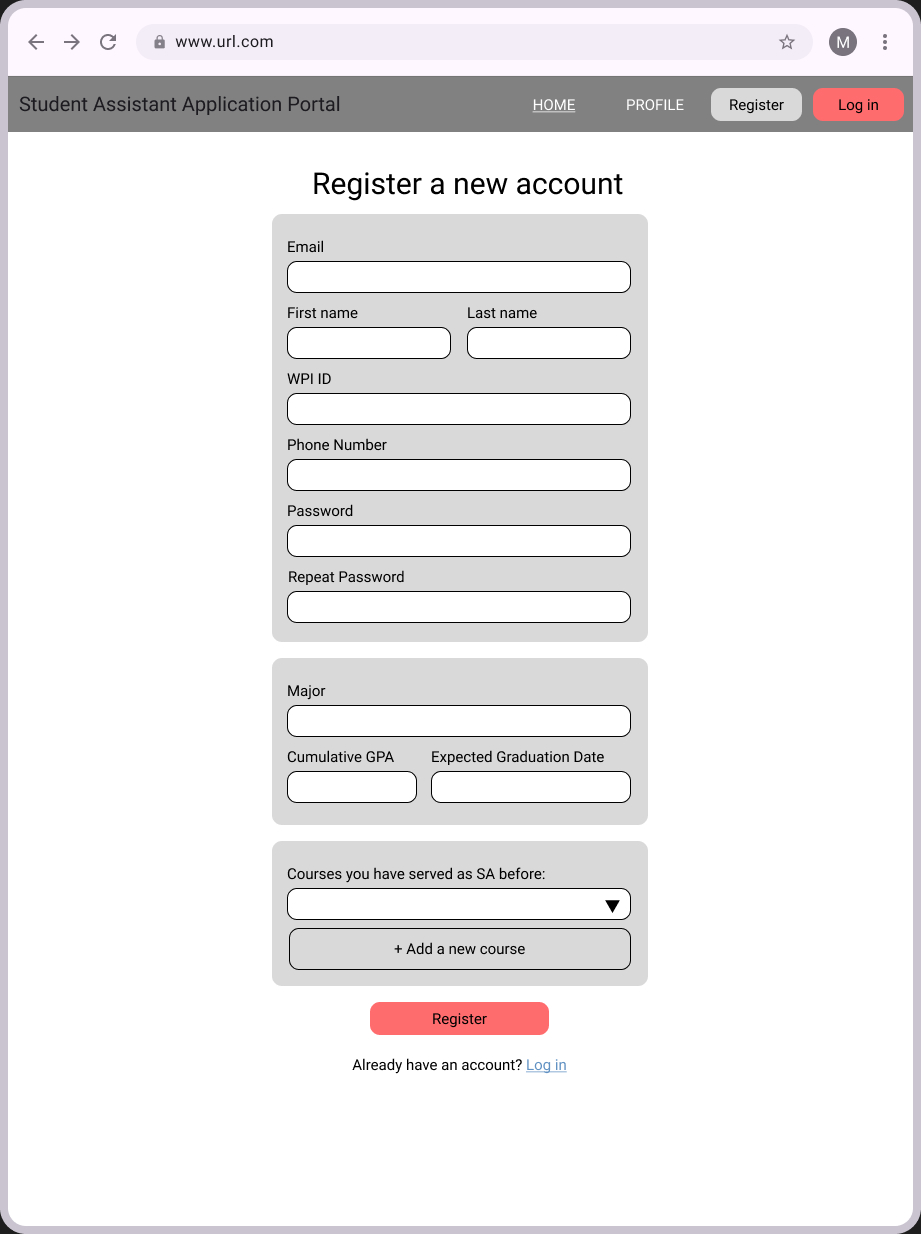 www.url.com M
Student Assistant Application Portal HOME PROFILE Register Log in
Register a new account
Email
First name Last name
WPI ID
Phone Number
Password
Repeat Password
Major
Cumulative GPA Expected Graduation Date
Courses you have served as SA before:
+ Add a new course
Register
Already have an account? Log in